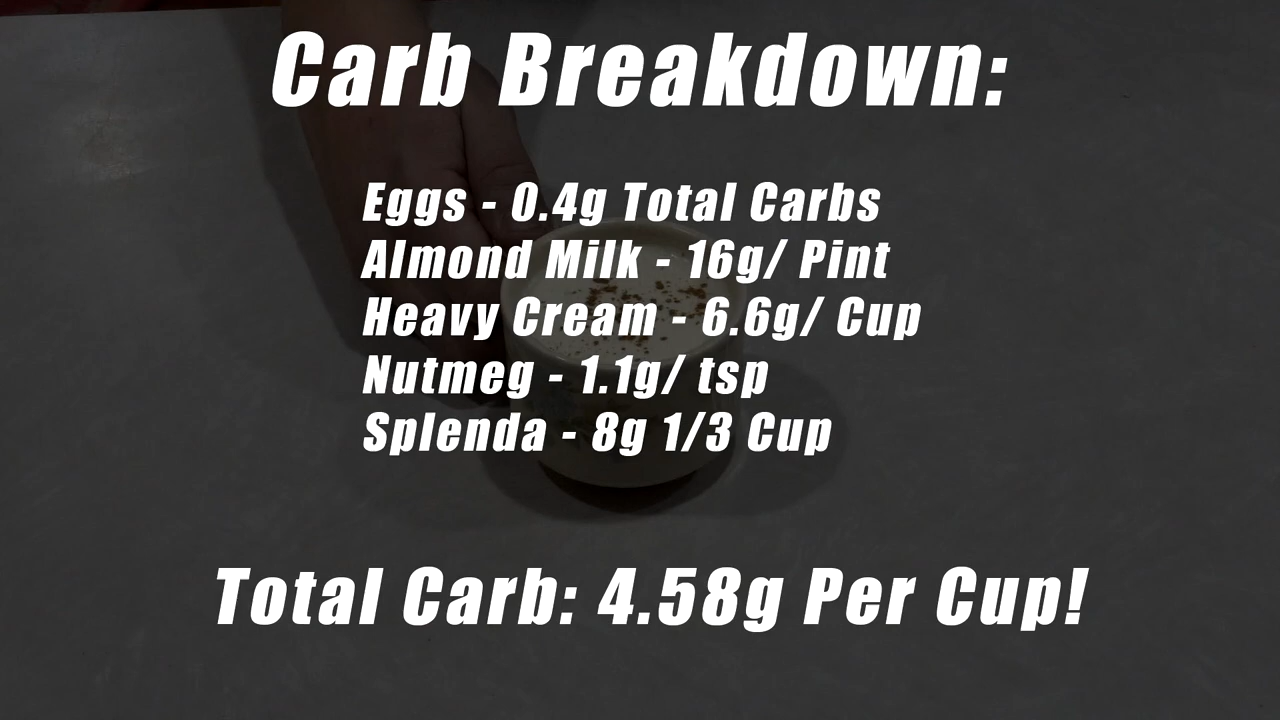 Carb Breakdown:
Eggs - 0.4g Total Carbs
Almond Milk - 16g/ Pint
Heavy Cream - 6.6g/ Cup
Nutmeg - 1.1g/ tsp
Splenda - 8g 1/3 Cup
Total Carb: 4.58g Per Cup!